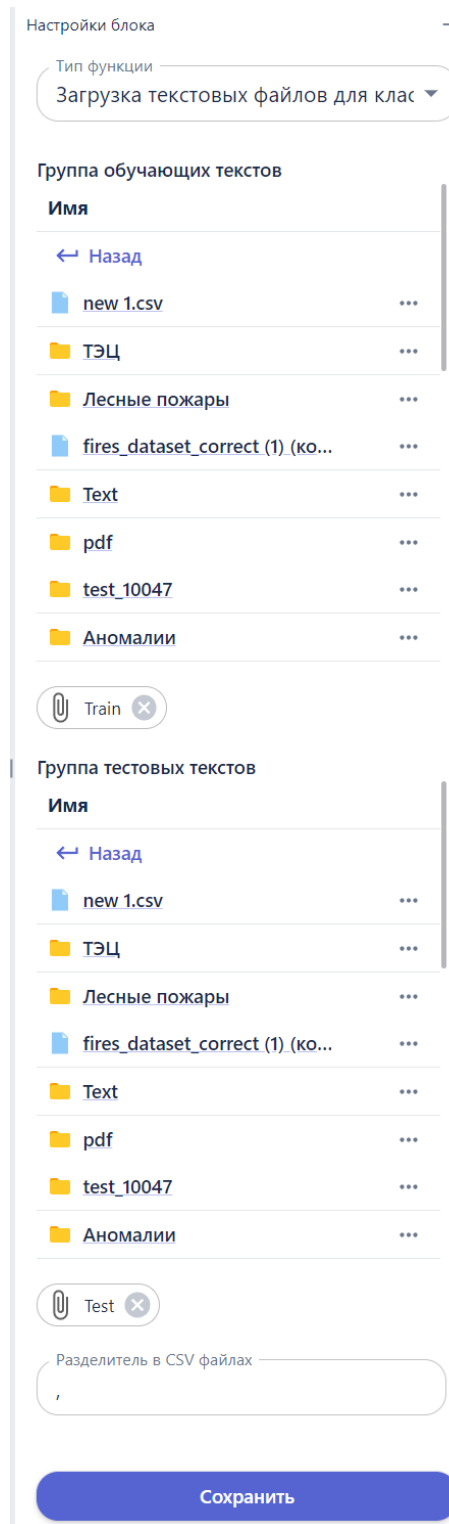 Настройки блока
Тип функции
Загрузка текстовых файлов для клас
Группа обучающих текстов
Имя
Назад
new 1.csv
ТЭЦ
Лесные пожары
fires_dataset_correct (1) (ко...
Text
pdf
test_10047
Аномалии
Train
Группа тестовых текстов
Имя
Назад
new 1.csv
ТЭЦ
Лесные пожары
fires_dataset_correct (1) (ко...
Text
pdf
test_10047
Аномалии
Test
Разделитель в CSV файлах
,
Сохранить